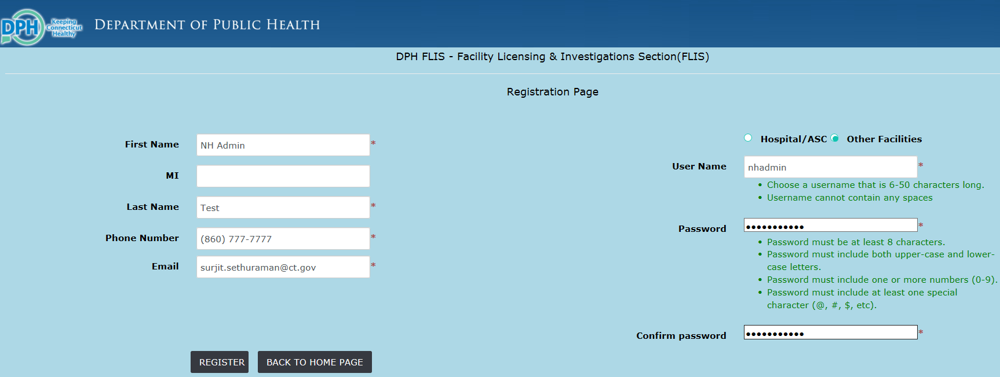 DPH Keeping Connecticut Healthy
DEPARTMENT OF PUBLIC HEALTH
DPH FLIS - Facility Licensing & Investigations Section(FLIS)
Registration Page
First Name NH Admin *
MI
Last Name Test *
Phone Number (860) 777-7777 *
Email surjit.sethuraman@ct.gov *
Hospital/ASC Other Facilities
User Name nhadmin *
• Choose a username that is 6-50 characters long.
• Username cannot contain any spaces
Password ••••••••••• *
• Password must be at least 8 characters.
• Password must include both upper-case and lower-
case letters.
• Password must include one or more numbers (0-9).
• Password must include at least one special
character (@, #, $, etc).
Confirm password ••••••••••• *
REGISTER BACK TO HOME PAGE